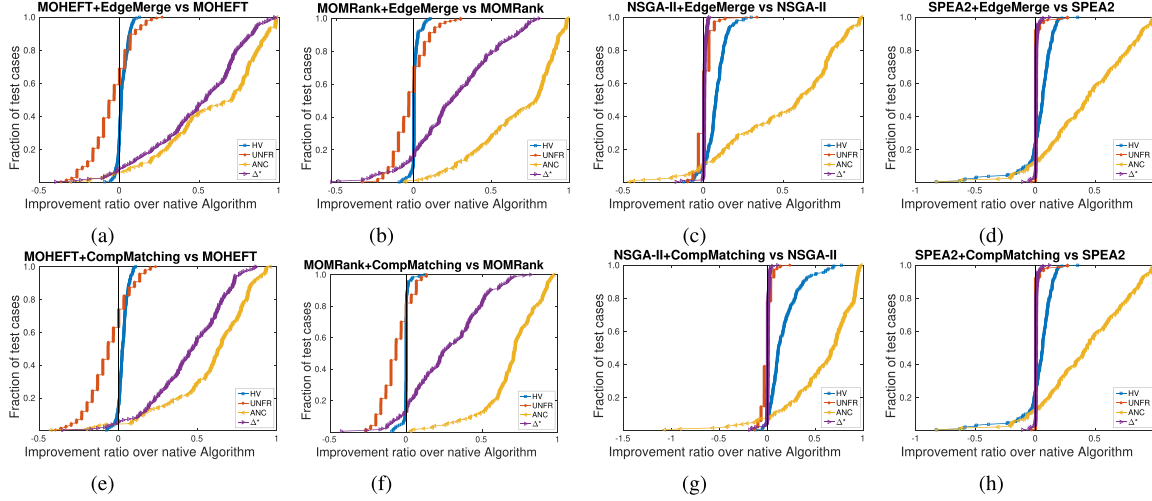 MOHEFT+EdgeMerge vs MOHEFT
Fraction of test cases
1.0
0.8
0.6
0.4
0.2
-0.5
0
0.5
1
HV
UNFR
ANC
Δ*
Improvement ratio over native Algorithm
(a)
MOMRank+EdgeMerge vs MOMRank
Fraction of test cases
1.0
0.8
0.6
0.4
0.2
-0.5
0
0.5
1
HV
UNFR
ANC
Δ*
Improvement ratio over native Algorithm
(b)
NSGA-II+EdgeMerge vs NSGA-II
Fraction of test cases
1.0
0.8
0.6
0.4
0.2
-0.5
0
0.5
1
HV
UNFR
ANC
Δ*
Improvement ratio over native Algorithm
(c)
SPEA2+EdgeMerge vs SPEA2
Fraction of test cases
1.0
0.8
0.6
0.4
0.2
-1
-0.5
0
0.5
HV
UNFR
ANC
Δ*
Improvement ratio over native Algorithm
(d)
MOHEFT+CompMatching vs MOHEFT
Fraction of test cases
1.0
0.8
0.6
0.4
0.2
-0.5
0
0.5
1
HV
UNFR
ANC
Δ*
Improvement ratio over native Algorithm
(e)
MOMRank+CompMatching vs MOMRank
Fraction of test cases
1.0
0.8
0.6
0.4
0.2
-0.5
0
0.5
1
HV
UNFR
ANC
Δ*
Improvement ratio over native Algorithm
(f)
NSGA-II+CompMatching vs NSGA-II
Fraction of test cases
1.0
0.8
0.6
0.4
0.2
-1.5
-1
-0.5
0
0.5
1
HV
UNFR
ANC
Δ*
Improvement ratio over native Algorithm
(g)
SPEA2+CompMatching vs SPEA2
Fraction of test cases
1.0
0.8
0.6
0.4
0.2
-1
-0.5
0
0.5
HV
UNFR
ANC
Δ*
Improvement ratio over native Algorithm
(h)